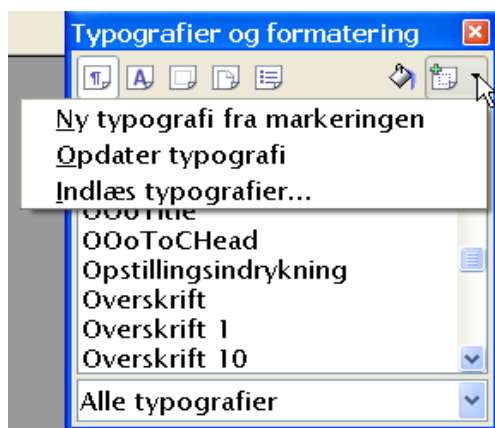 Typografier og formatering
Ny typografi fra markeringen
Opdater typografi
Indlæs typografier...
OOoTitle
OOoToCHead
Opstillingsindrykning
Overskrift
Overskrift 1
Overskrift 10
Alle typografier